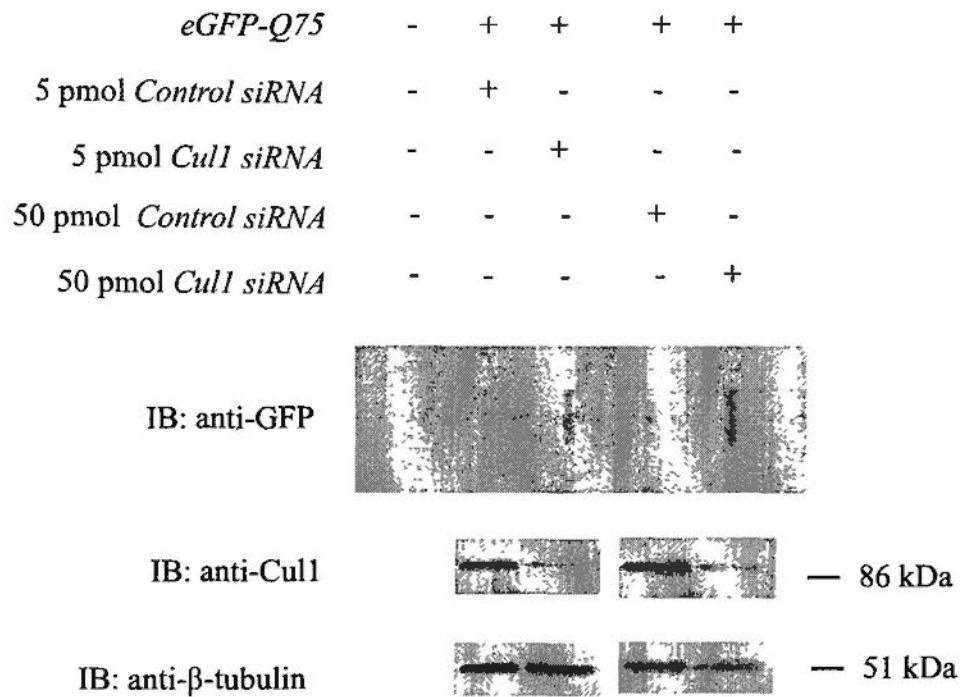 eGFP-Q75 - + + + +
5 pmol Control siRNA - + - - -
5 pmol Cul1 siRNA - - + - -
50 pmol Control siRNA - - - + -
50 pmol Cul1 siRNA - - - - +
IB: anti-GFP
IB: anti-Cul1 — 86 kDa
IB: anti-β-tubulin — 51 kDa